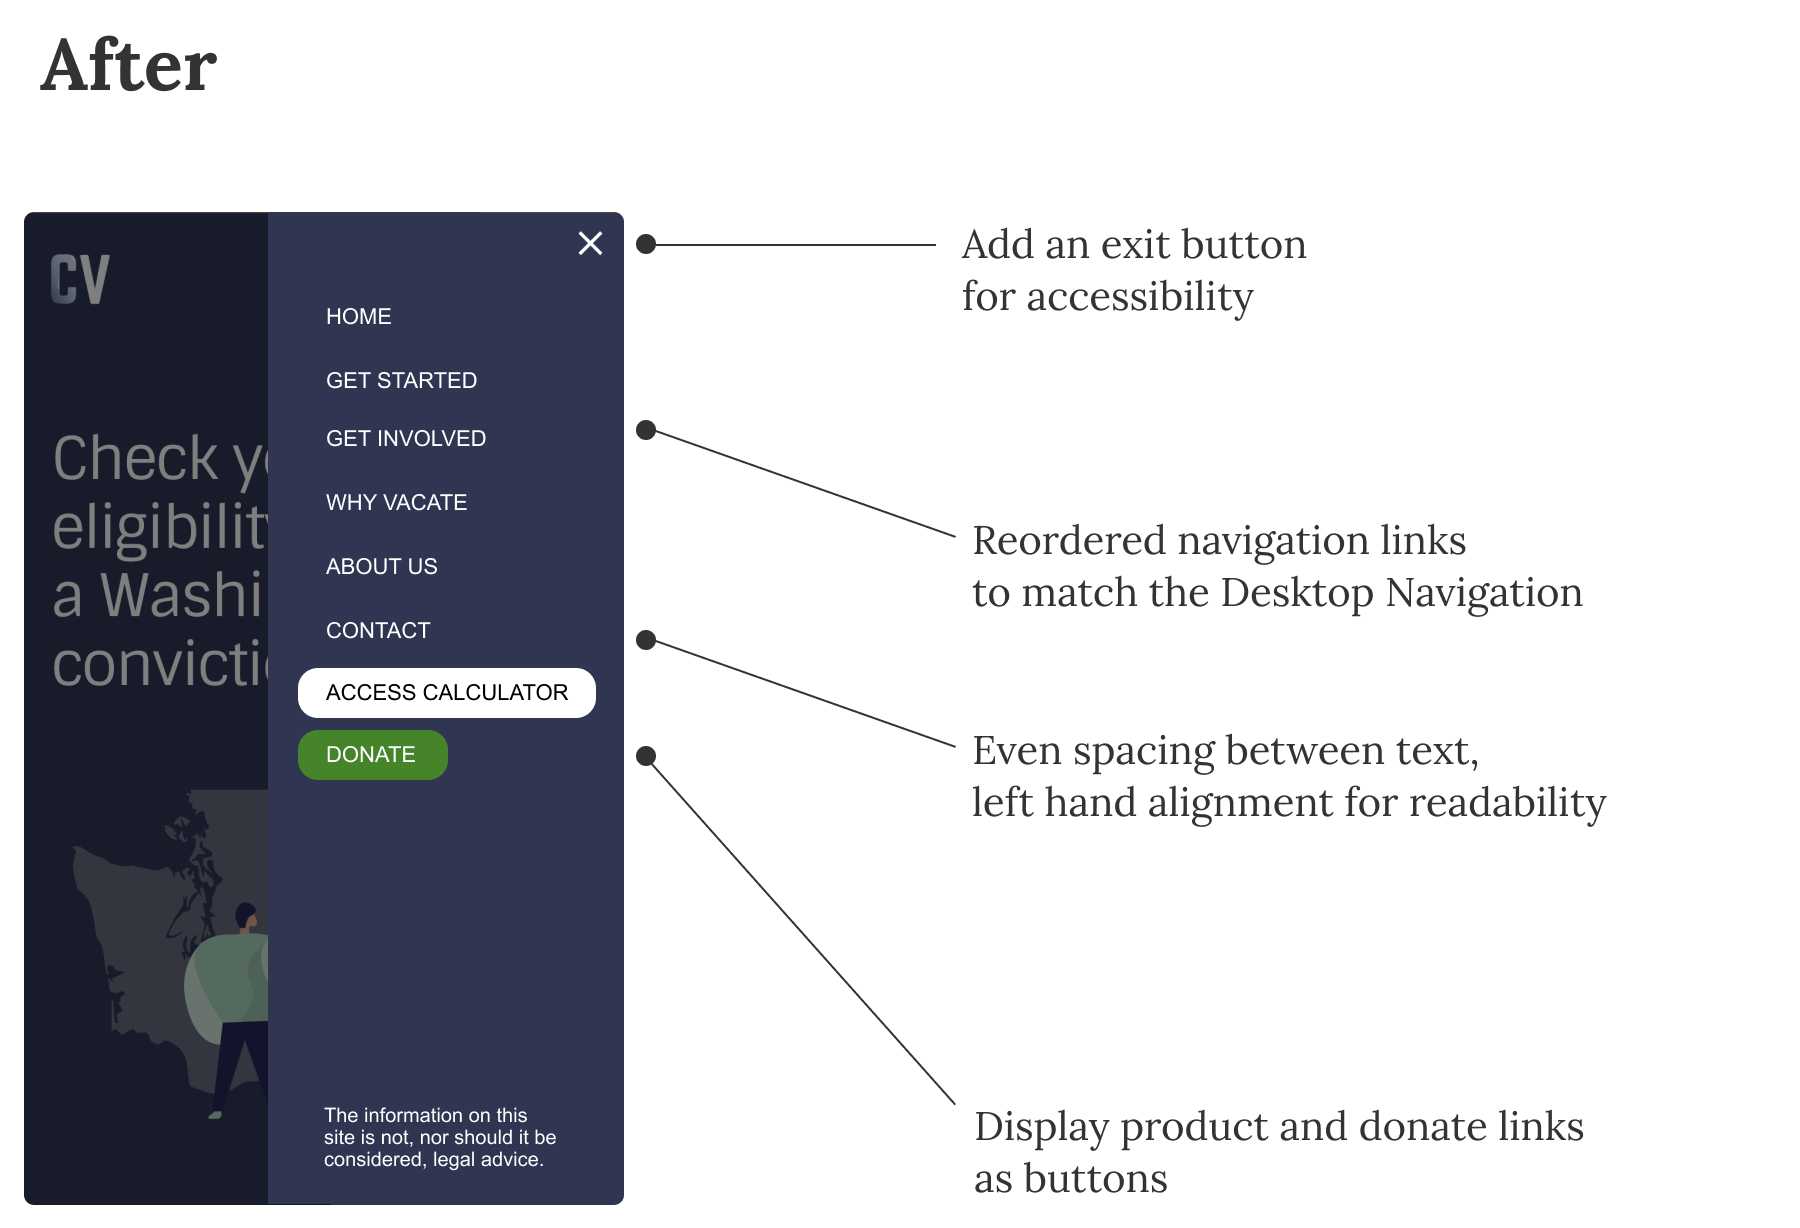 After
CV
Check y
eligibilit
a Washi
convicti
HOME
GET STARTED
GET INVOLVED
WHY VACATE
ABOUT US
CONTACT
ACCESS CALCULATOR
DONATE
The information on this
site is not, nor should it be
considered, legal advice.
Add an exit button
for accessibility
Reordered navigation links
to match the Desktop Navigation
Even spacing between text,
left hand alignment for readability
Display product and donate links
as buttons